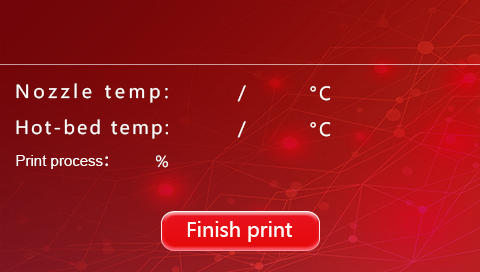 Nozzle temp: / °C
Hot-bed temp: / °C
Print process： %
Finish print